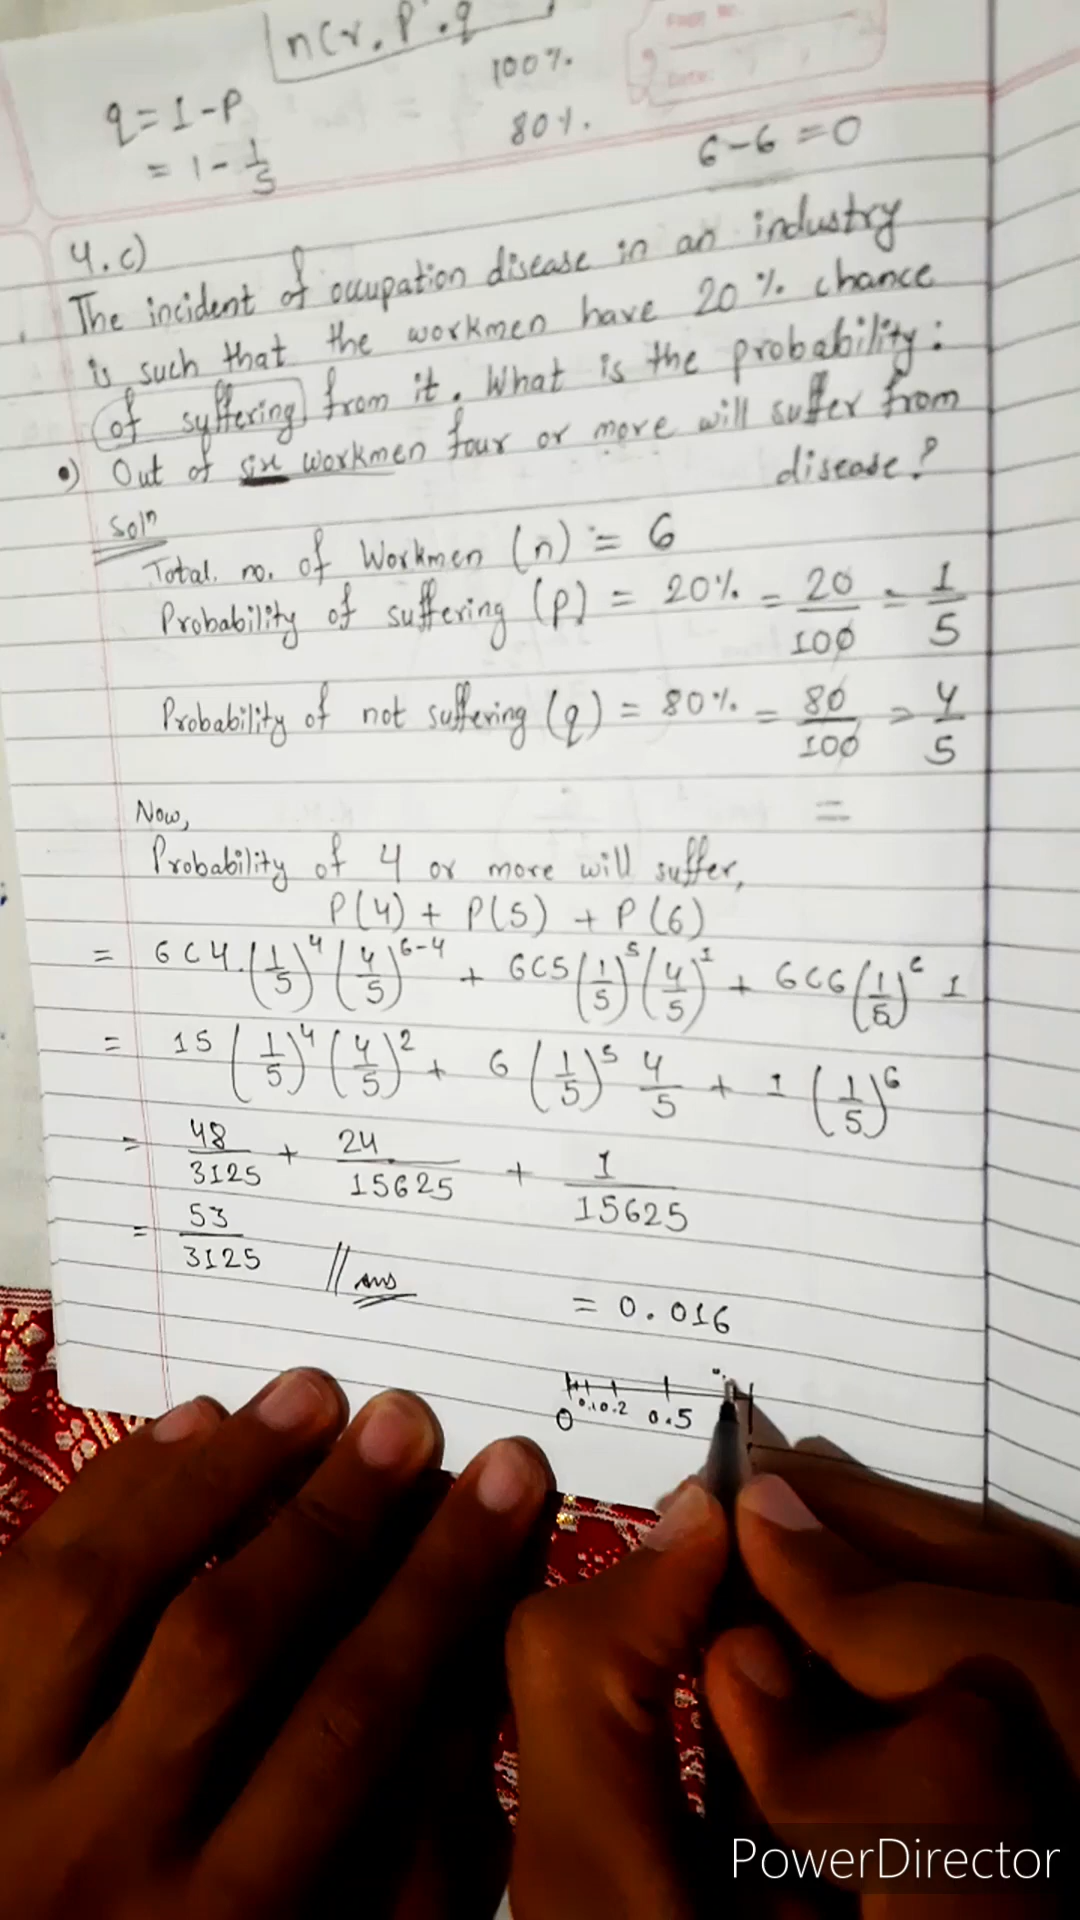 nCr . P . q
100%.
q = 1 - P
80%.
= 1 - 1/5
6 - 6 = 0
4.c)
The incident of occupation disease in an industry
is such that the workmen have 20 % chance
of suffering from it. What is the probability:
•) Out of six workmen four or more will suffer from
disease?
Solⁿ
Total. no. of Workmen (n) = 6
Probability of suffering (p) = 20% = 20/100 = 1/5
Probability of not suffering (q) = 80% = 80/100 = 4/5
=
Now,
Probability of 4 or more will suffer,
P(4) + P(5) + P(6)
= 6C4.(1/5)^4 (4/5)^6-4 + 6C5 (1/5)^5 (4/5)^1 + 6C6 (1/5)^6 1
= 15 (1/5)^4 (4/5)^2 + 6 (1/5)^5 4/5 + 1 (1/5)^6
= 48/3125 + 24/15625 + 1/15625
= 53/3125 // ans
= 0.016
0 0.1 0.2 0.5
PowerDirector